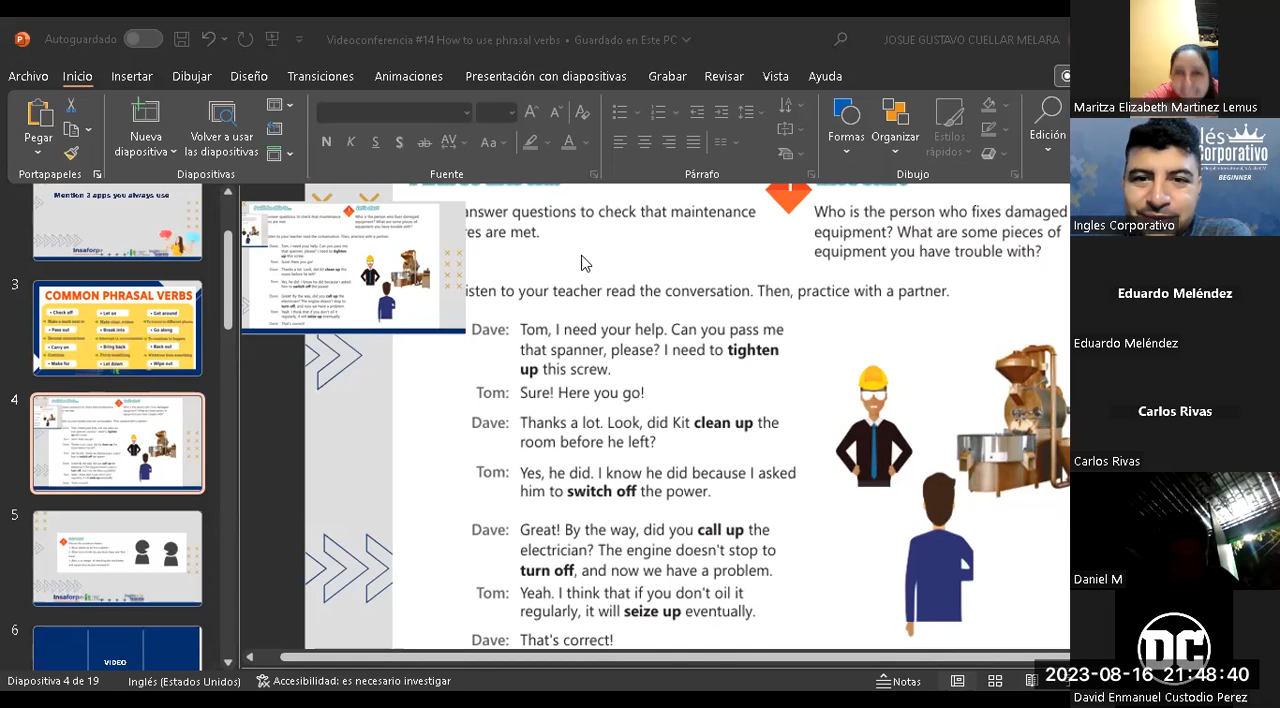 Autoguardado
Videoconferencia #14 How to use phrasal verbs • Guardado en Este PC
JOSUE GUSTAVO CUELLAR MELARA
Archivo Inicio Insertar Dibujar Diseño Transiciones Animaciones Presentación con diapositivas Grabar Revisar Vista Ayuda
Pegar
Nueva diapositiva
Volver a usar las diapositivas
Formas
Organizar
Estilos rápidos
Edición
Portapapeles
Diapositivas
Fuente
Párrafo
Dibujo
Mention 3 apps you always use
Insaforp
3
COMMON PHRASAL VERBS
• Check off
• Let on
• Get around
• Pass out
• Break into
• Go along
• Carry on
• Bring back
• Back out
• Make for
• Let down
• Wipe out
4
5
Insaforp
6
VIDEO
answer questions to check that maintenance
res are met.
Who is the person who fixes damaged
equipment? What are some pieces of
equipment you have trouble with?
isten to your teacher read the conversation. Then, practice with a partner.
Dave: Tom, I need your help. Can you pass me
that spanner, please? I need to tighten
up this screw.
Tom: Sure! Here you go!
Dave: Thanks a lot. Look, did Kit clean up the
room before he left?
Tom: Yes, he did. I know he did because I asked
him to switch off the power.
Dave: Great! By the way, did you call up the
electrician? The engine doesn't stop to
turn off, and now we have a problem.
Tom: Yeah. I think that if you don't oil it
regularly, it will seize up eventually.
Dave: That's correct!
Diapositiva 4 de 19
Inglés (Estados Unidos)
Accesibilidad: es necesario investigar
Notas
Maritza Elizabeth Martinez Lemus
lés
Corporativo
BEGINNER
Ingles Corporativo
Eduardo Meléndez
Eduardo Meléndez
Carlos Rivas
Carlos Rivas
Daniel M
DC
2023-08-16 21:48:40
David Enmanuel Custodio Perez